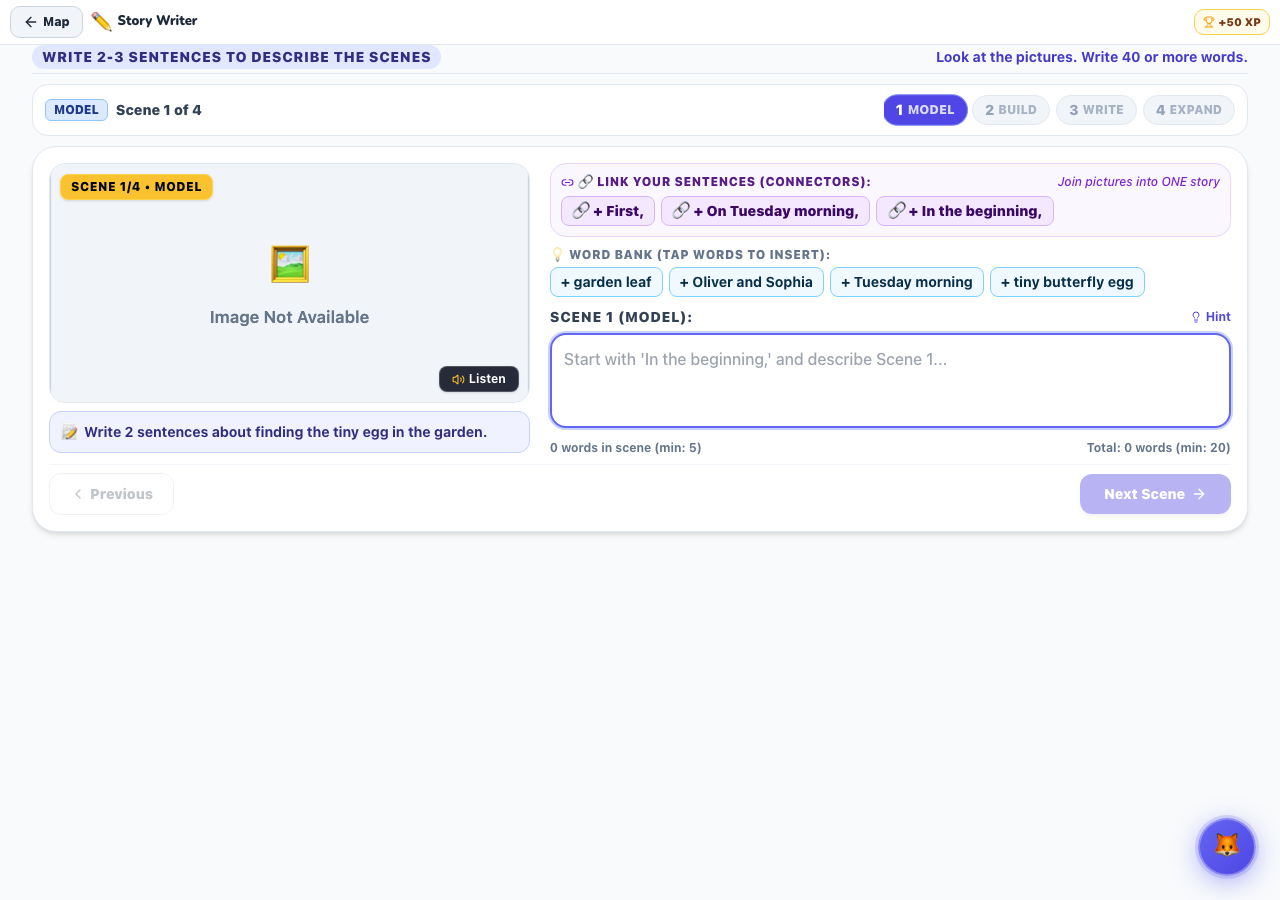 Map
Story Writer
+50 XP
WRITE 2-3 SENTENCES TO DESCRIBE THE SCENES
Look at the pictures. Write 40 or more words.
MODEL
Scene 1 of 4
1 MODEL
2 BUILD
3 WRITE
4 EXPAND
SCENE 1/4 • MODEL
Image Not Available
Listen
Write 2 sentences about finding the tiny egg in the garden.
LINK YOUR SENTENCES (CONNECTORS):
Join pictures into ONE story
+ First,
+ On Tuesday morning,
+ In the beginning,
WORD BANK (TAP WORDS TO INSERT):
+ garden leaf
+ Oliver and Sophia
+ Tuesday morning
+ tiny butterfly egg
SCENE 1 (MODEL):
Hint
Start with 'In the beginning,' and describe Scene 1...
0 words in scene (min: 5)
Total: 0 words (min: 20)
Previous
Next Scene